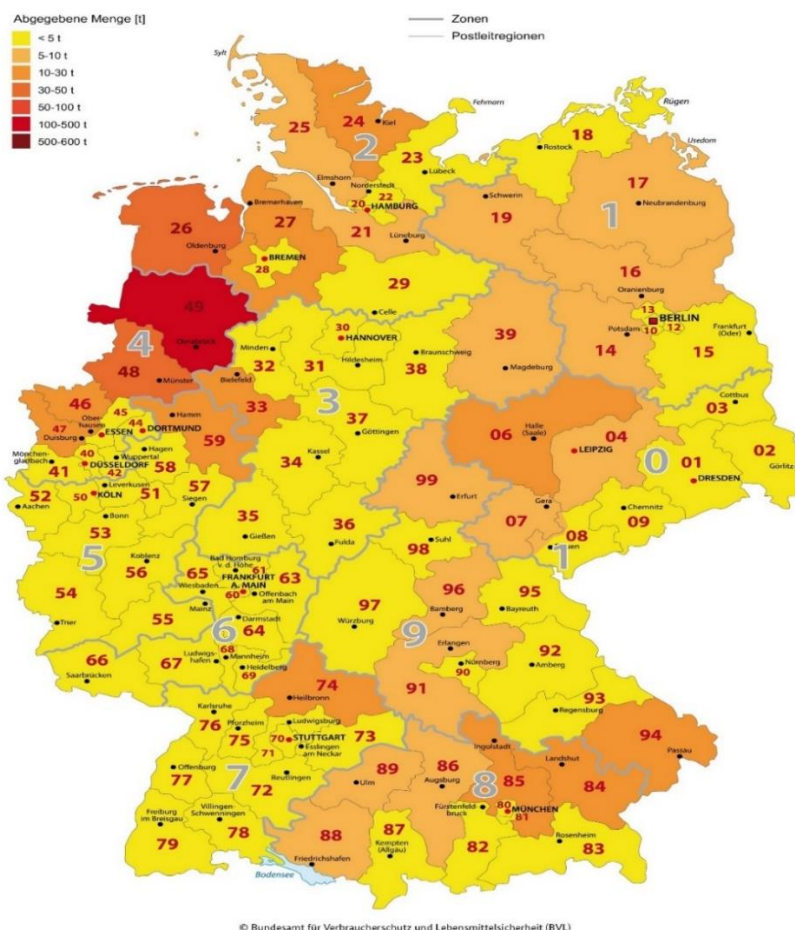 Abgegebene Menge [t]
< 5 t
5-10 t
10-30 t
30-50 t
50-100 t
100-500 t
500-600 t
Zonen
Postleitregionen
Sylt
Fehmarn
Rügen
Usedom
25
24
Kiel
2
23
18
Rostock
Lübeck
17
Neubrandenburg
1
Elmshorn
Norderstedt
22
20
HAMBURG
Schwerin
19
Bremerhaven
26
27
21
Lüneburg
Oldenburg
BREMEN
28
29
16
Oranienburg
Celle
49
Osnabrück
30
HANNOVER
39
13
BERLIN
10
12
Potsdam
Frankfurt
(Oder)
14
15
4
Minden
32
31
Hildesheim
38
Braunschweig
Magdeburg
48
Münster
Bielefeld
33
3
46
45
Ober-
hausen
44
Hamm
47
ESSEN
DORTMUND
Duisburg
59
37
Göttingen
06
Halle
(Saale)
04
LEIPZIG
Cottbus
03
0
01
DRESDEN
02
Görlitz
Mönchen-
gladbach
40
Wuppertal
Hagen
41
DÜSSELDORF
42
58
34
Kassel
Leverkusen
52
50
KÖLN
51
57
Siegen
Aachen
Bonn
53
99
Erfurt
Gera
07
08
Chemnitz
09
1
35
Gießen
36
Fulda
98
Suhl
5
Koblenz
56
54
Trier
55
Bad Homburg
v. d. Höhe
65
61
63
FRANKFURT
A. MAIN
Wiesbaden
60
Offenbach
am Main
Mainz
Darmstadt
6
64
97
Würzburg
96
Bamberg
95
Bayreuth
9
66
Saarbrücken
67
Ludwigs-
hafen
68
Mannheim
Heidelberg
69
Erlangen
Nürnberg
90
92
Amberg
91
74
Heilbronn
93
Regensburg
Karlsruhe
76
Pforzheim
75
Ludwigsburg
70
STUTTGART
73
71
Esslingen
am Neckar
Ingolstadt
Landshut
94
Passau
77
Offenburg
7
Reutlingen
72
89
Ulm
86
Augsburg
8
85
84
Fürstenfeld-
bruck
80
MÜNCHEN
81
Freiburg
im Breisgau
79
Villingen-
Schwenningen
78
88
Friedrichshafen
87
Kempten
(Allgäu)
82
Rosenheim
83
Bodensee
© Bundesamt für Verbraucherschutz und Lebensmittelsicherheit (BVL)